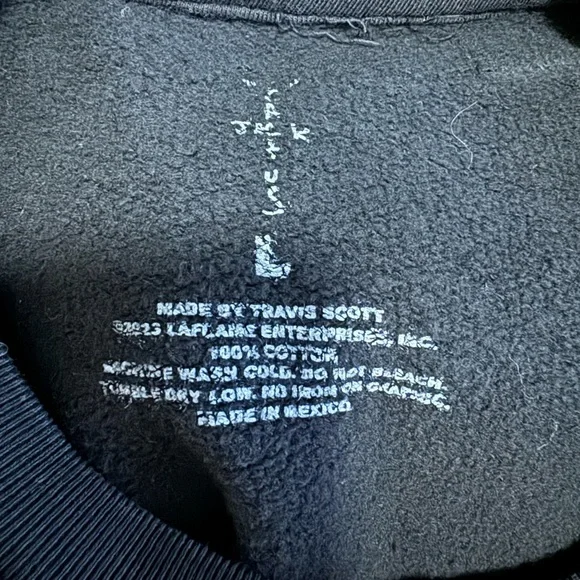 MADE BY TRAVIS SCOTT
©2023 LAFLAME ENTERPRISES, INC.
100% COTTON
MACHINE WASH COLD. DO NOT BLEACH.
TUMBLE DRY LOW. NO IRON ON GRAPHIC.
MADE IN MEXICO